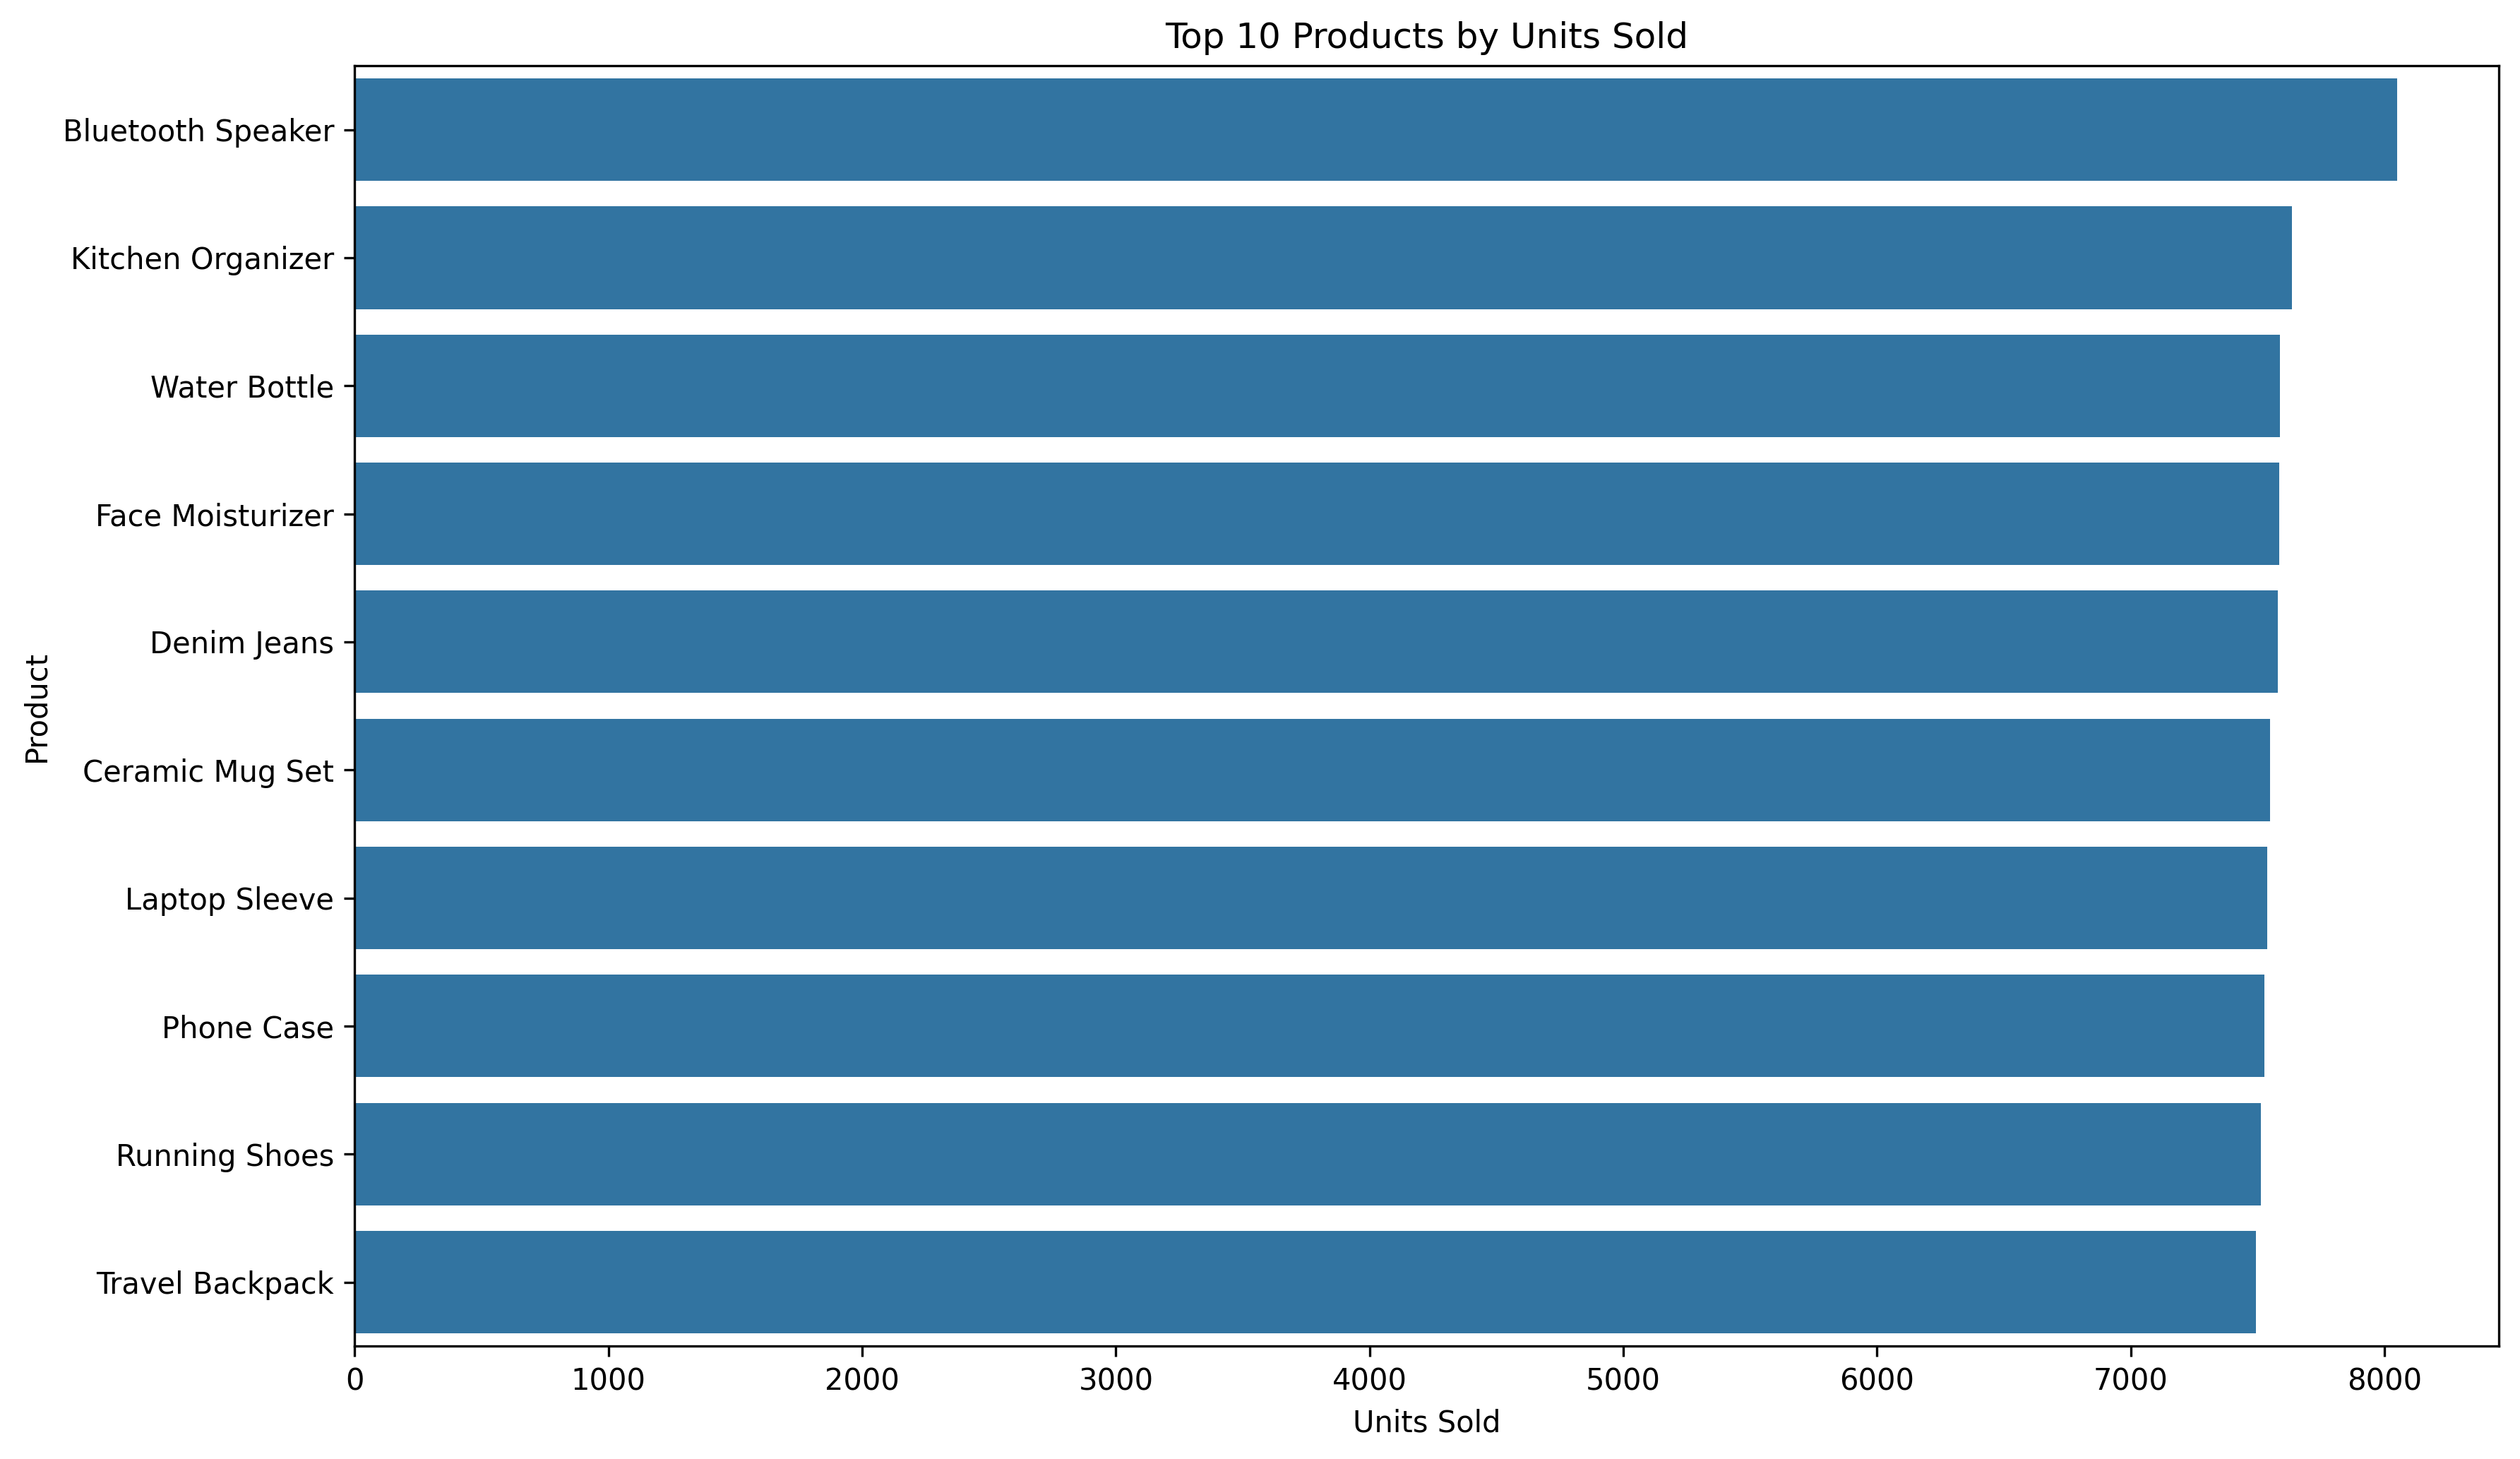 Top 10 Products by Units Sold
Product
Bluetooth Speaker
Kitchen Organizer
Water Bottle
Face Moisturizer
Denim Jeans
Ceramic Mug Set
Laptop Sleeve
Phone Case
Running Shoes
Travel Backpack
0 1000 2000 3000 4000 5000 6000 7000 8000
Units Sold